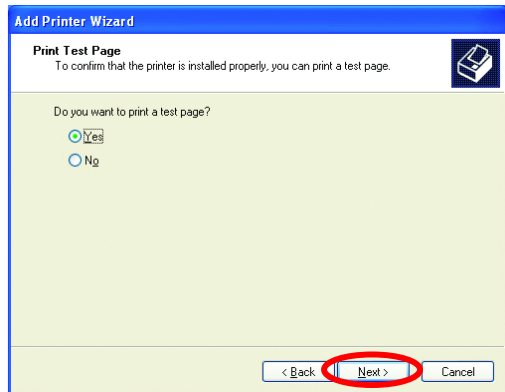 Add Printer Wizard
Print Test Page
To confirm that the printer is installed properly, you can print a test page.
Do you want to print a test page?
Yes
No
< Back
Next >
Cancel